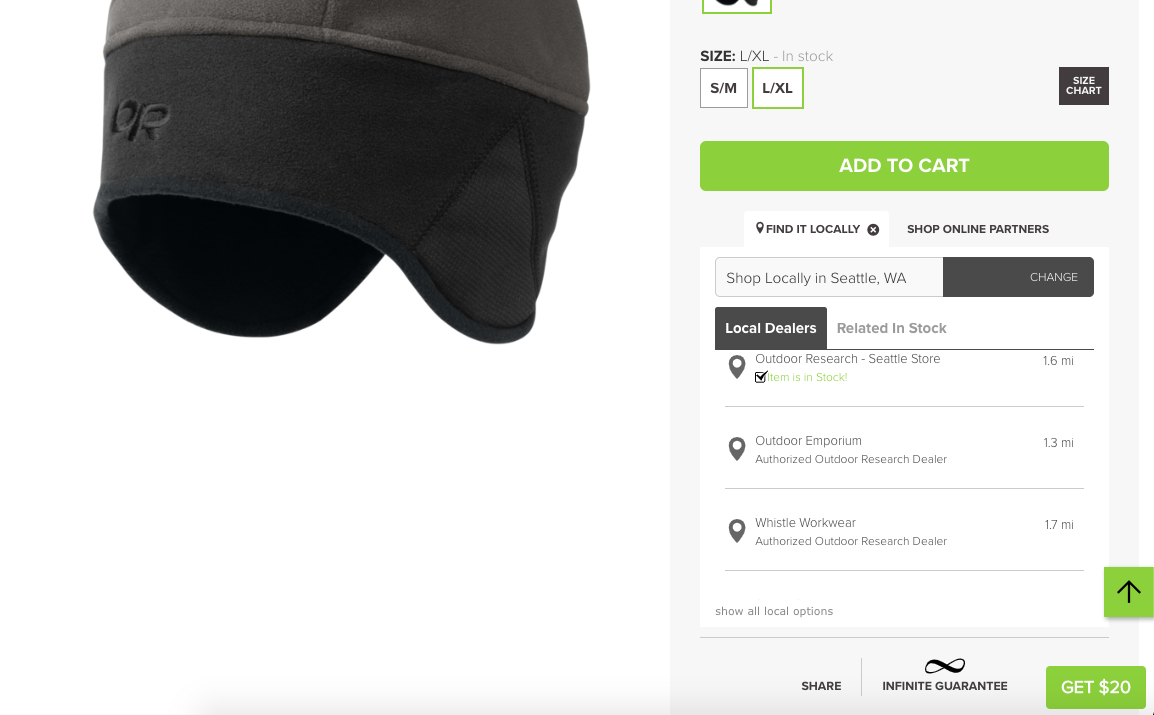 OR
SIZE: L/XL - In stock
S/M
L/XL
SIZE
CHART
ADD TO CART
FIND IT LOCALLY
SHOP ONLINE PARTNERS
Shop Locally in Seattle, WA
CHANGE
Local Dealers
Related In Stock
Outdoor Research - Seattle Store
1.6 mi
Item is in Stock!
Outdoor Emporium
1.3 mi
Authorized Outdoor Research Dealer
Whistle Workwear
1.7 mi
Authorized Outdoor Research Dealer
show all local options
SHARE
INFINITE GUARANTEE
GET $20